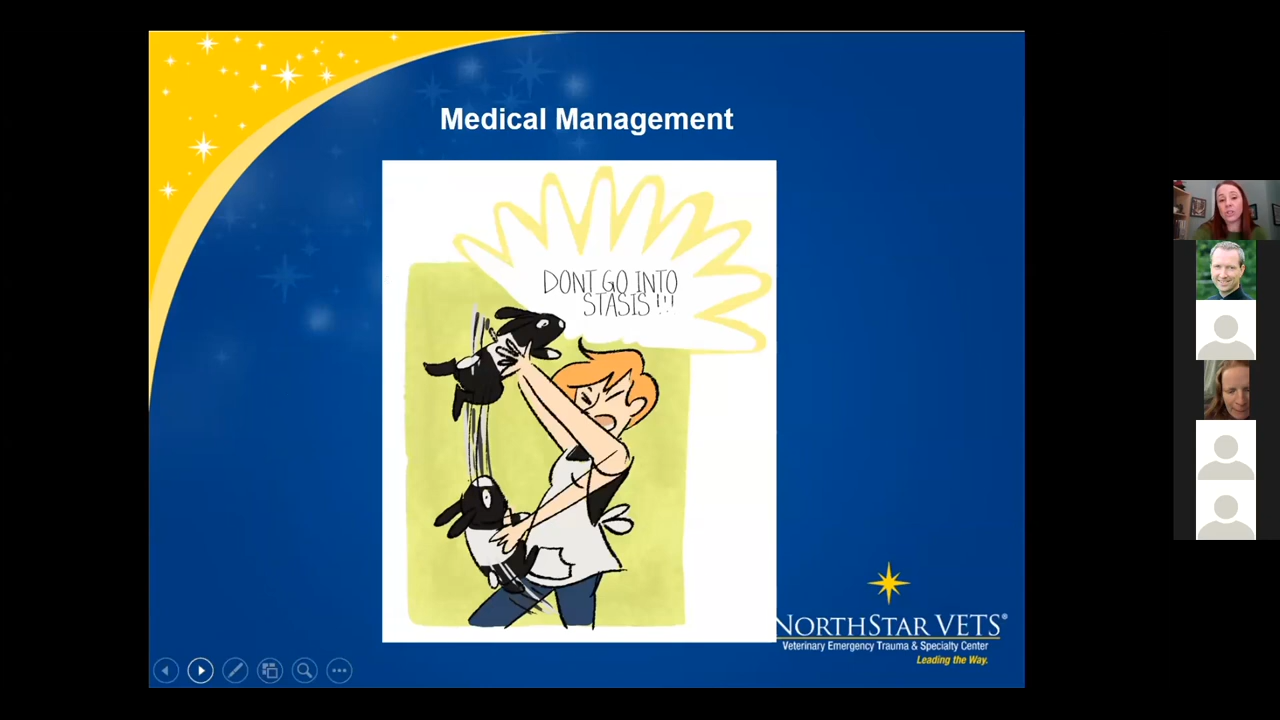 Medical Management
DONT GO INTO
STASIS!!!
NORTHSTAR VETS®
Veterinary Emergency Trauma & Specialty Center
Leading the Way.